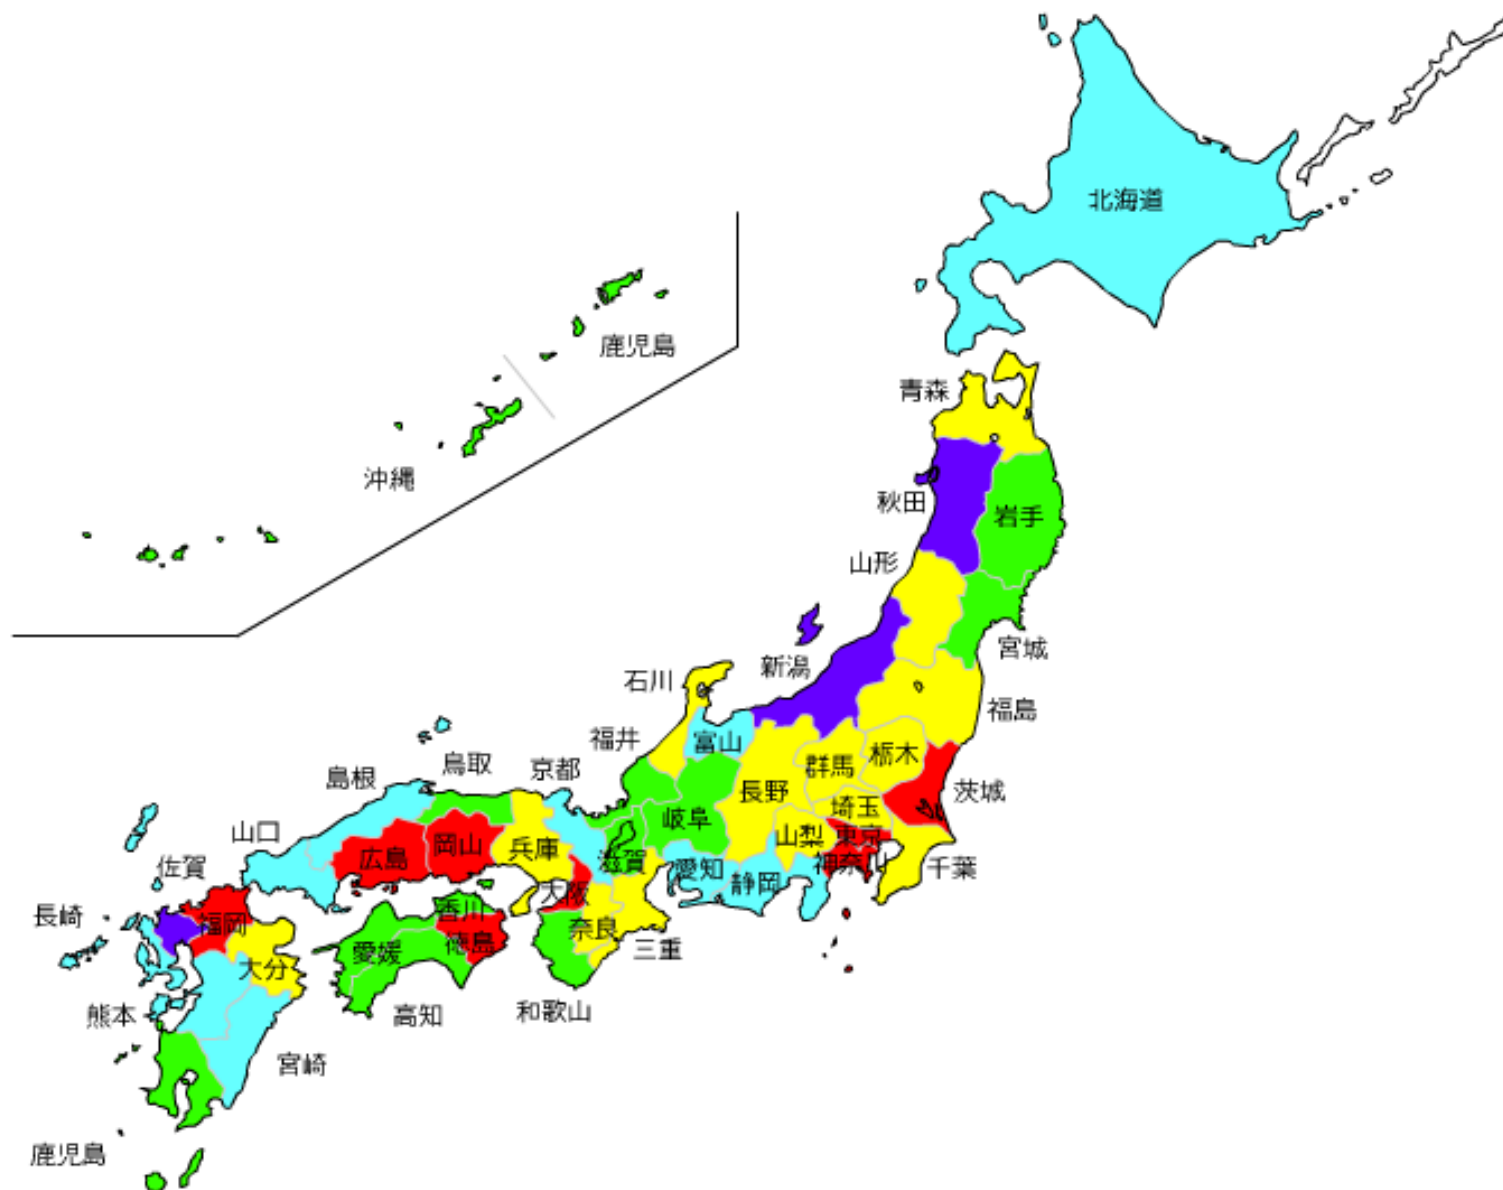 北海道
鹿児島
沖縄
青森
秋田
岩手
山形
宮城
新潟
石川
福島
福井
富山
群馬
栃木
長野
茨城
埼玉
岐阜
山梨
東京
神奈川
千葉
愛知
静岡
滋賀
京都
鳥取
島根
兵庫
岡山
広島
山口
大阪
奈良
三重
和歌山
香川
徳島
愛媛
高知
佐賀
福岡
長崎
大分
熊本
宮崎
鹿児島